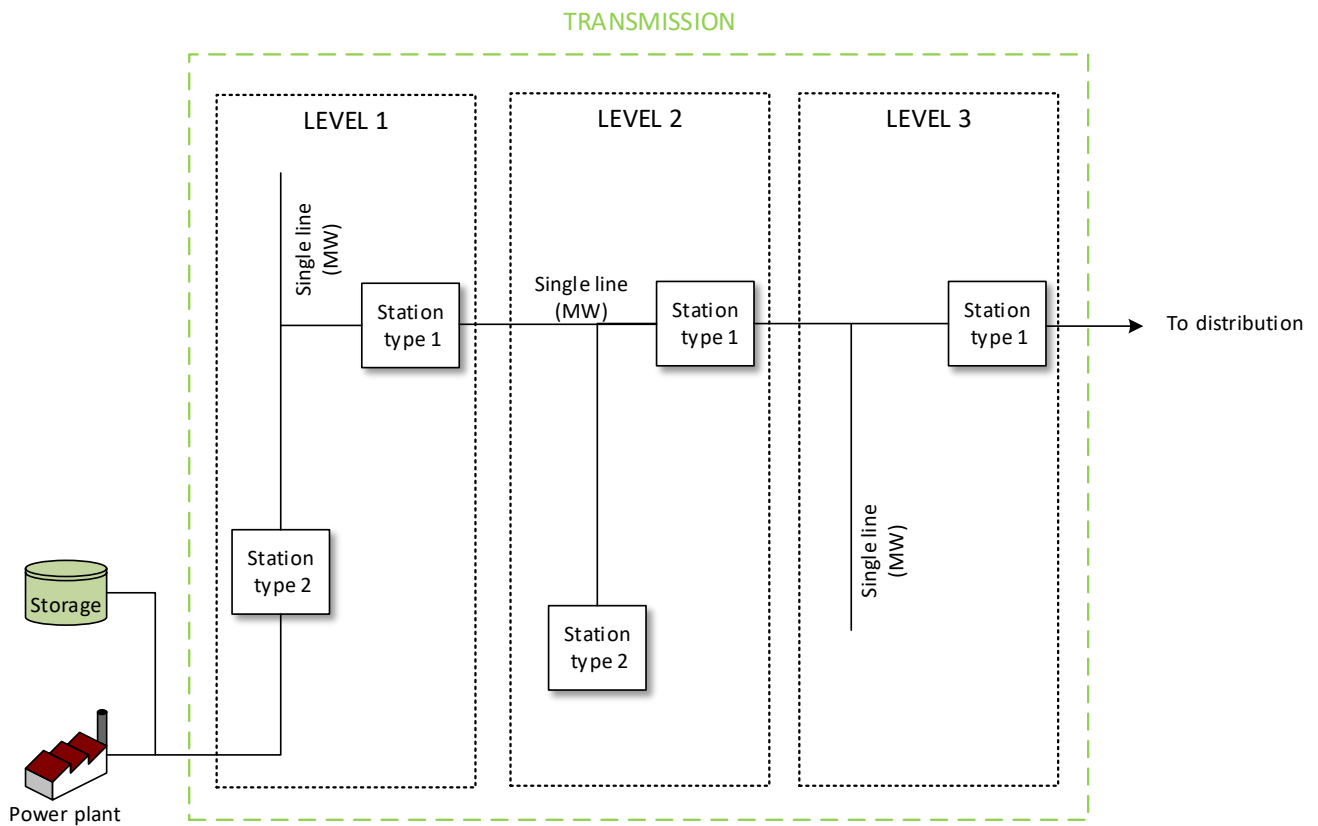 TRANSMISSION
LEVEL 1
LEVEL 2
LEVEL 3
Single line
(MW)
Station
type 1
Single line
(MW)
Station
type 1
Station
type 1
To distribution
Station
type 2
Storage
Single line
(MW)
Station
type 2
Power plant